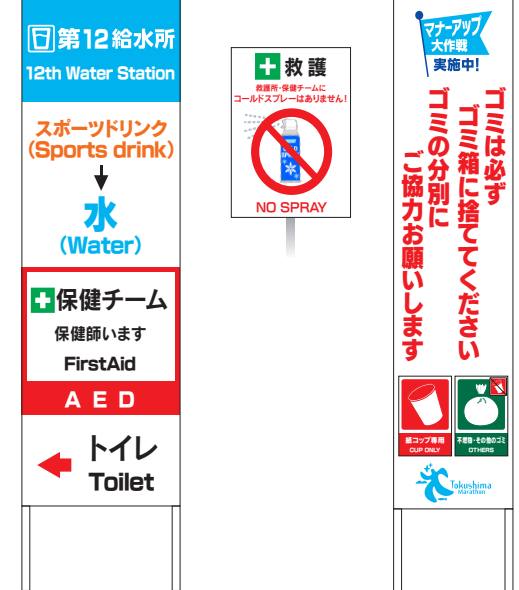 第12給水所
12th Water Station
スポーツドリンク
(Sports drink)
水
(Water)
保健チーム
保健師います
FirstAid
AED
トイレ
Toilet
救護
救護所・保健チームに
コールドスプレーはありません!
NO SPRAY
マナーアップ
大作戦
実施中!
ゴミは必ず
ゴミ箱に捨ててください
ゴミの分別に
ご協力お願いします
紙コップ専用
CUP ONLY
不燃物・その他のゴミ
OTHERS
Tokushima
Marathon